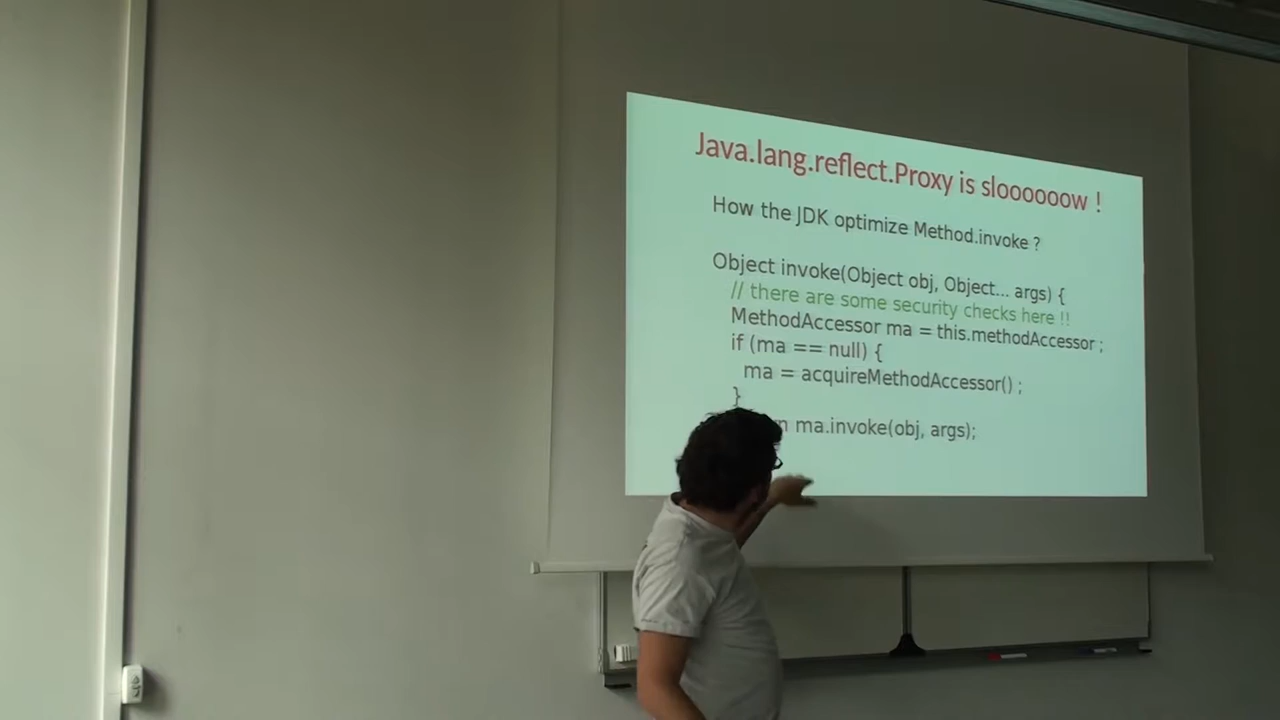 Java.lang.reflect.Proxy is sloooooow !
How the JDK optimize Method.invoke ?
Object invoke(Object obj, Object... args) {
// there are some security checks here !!
MethodAccessor ma = this.methodAccessor ;
if (ma == null) {
ma = acquireMethodAccessor() ;
}
ma.invoke(obj, args);